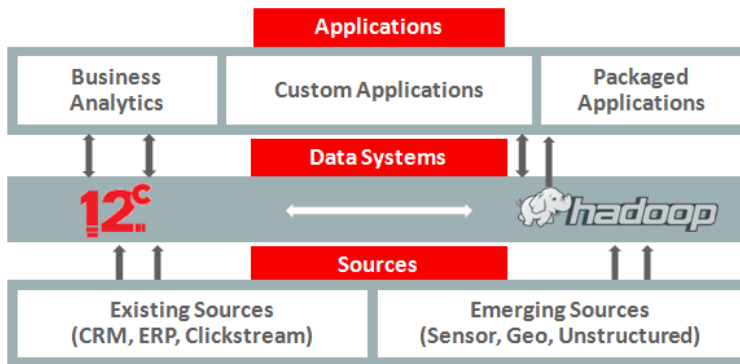 Applications
Business
Analytics
Custom Applications
Packaged
Applications
Data Systems
12c
hadoop
Sources
Existing Sources
(CRM, ERP, Clickstream)
Emerging Sources
(Sensor, Geo, Unstructured)